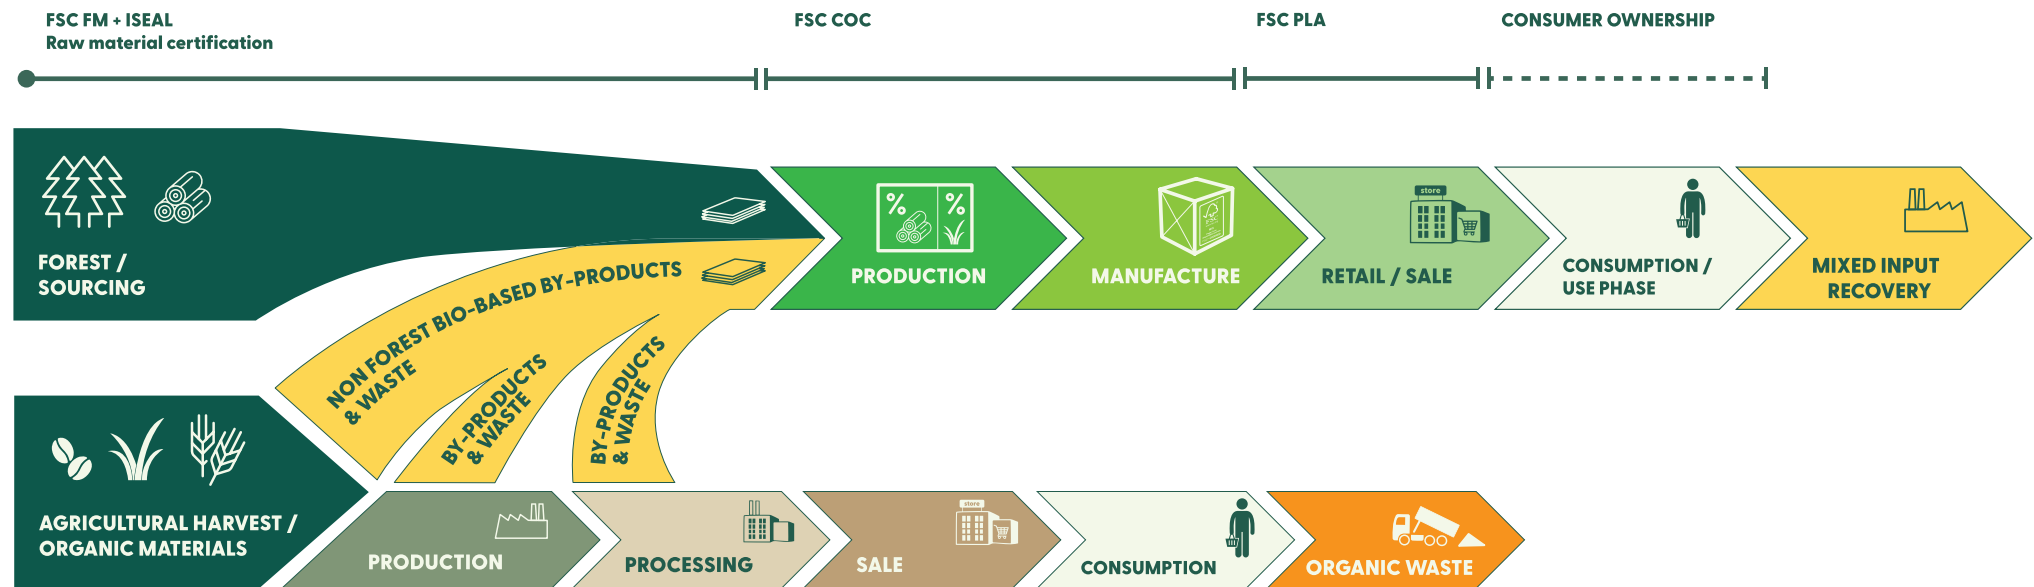 FSC FM + ISEAL
Raw material certification
FSC COC
FSC PLA
CONSUMER OWNERSHIP
FOREST /
SOURCING
% %
PRODUCTION
MANUFACTURE
store
RETAIL / SALE
CONSUMPTION /
USE PHASE
MIXED INPUT
RECOVERY
NON FOREST BIO-BASED BY-PRODUCTS
& WASTE
BY-PRODUCTS
& WASTE
BY-PRODUCTS
& WASTE
AGRICULTURAL HARVEST /
ORGANIC MATERIALS
PRODUCTION
PROCESSING
store
SALE
CONSUMPTION
ORGANIC WASTE